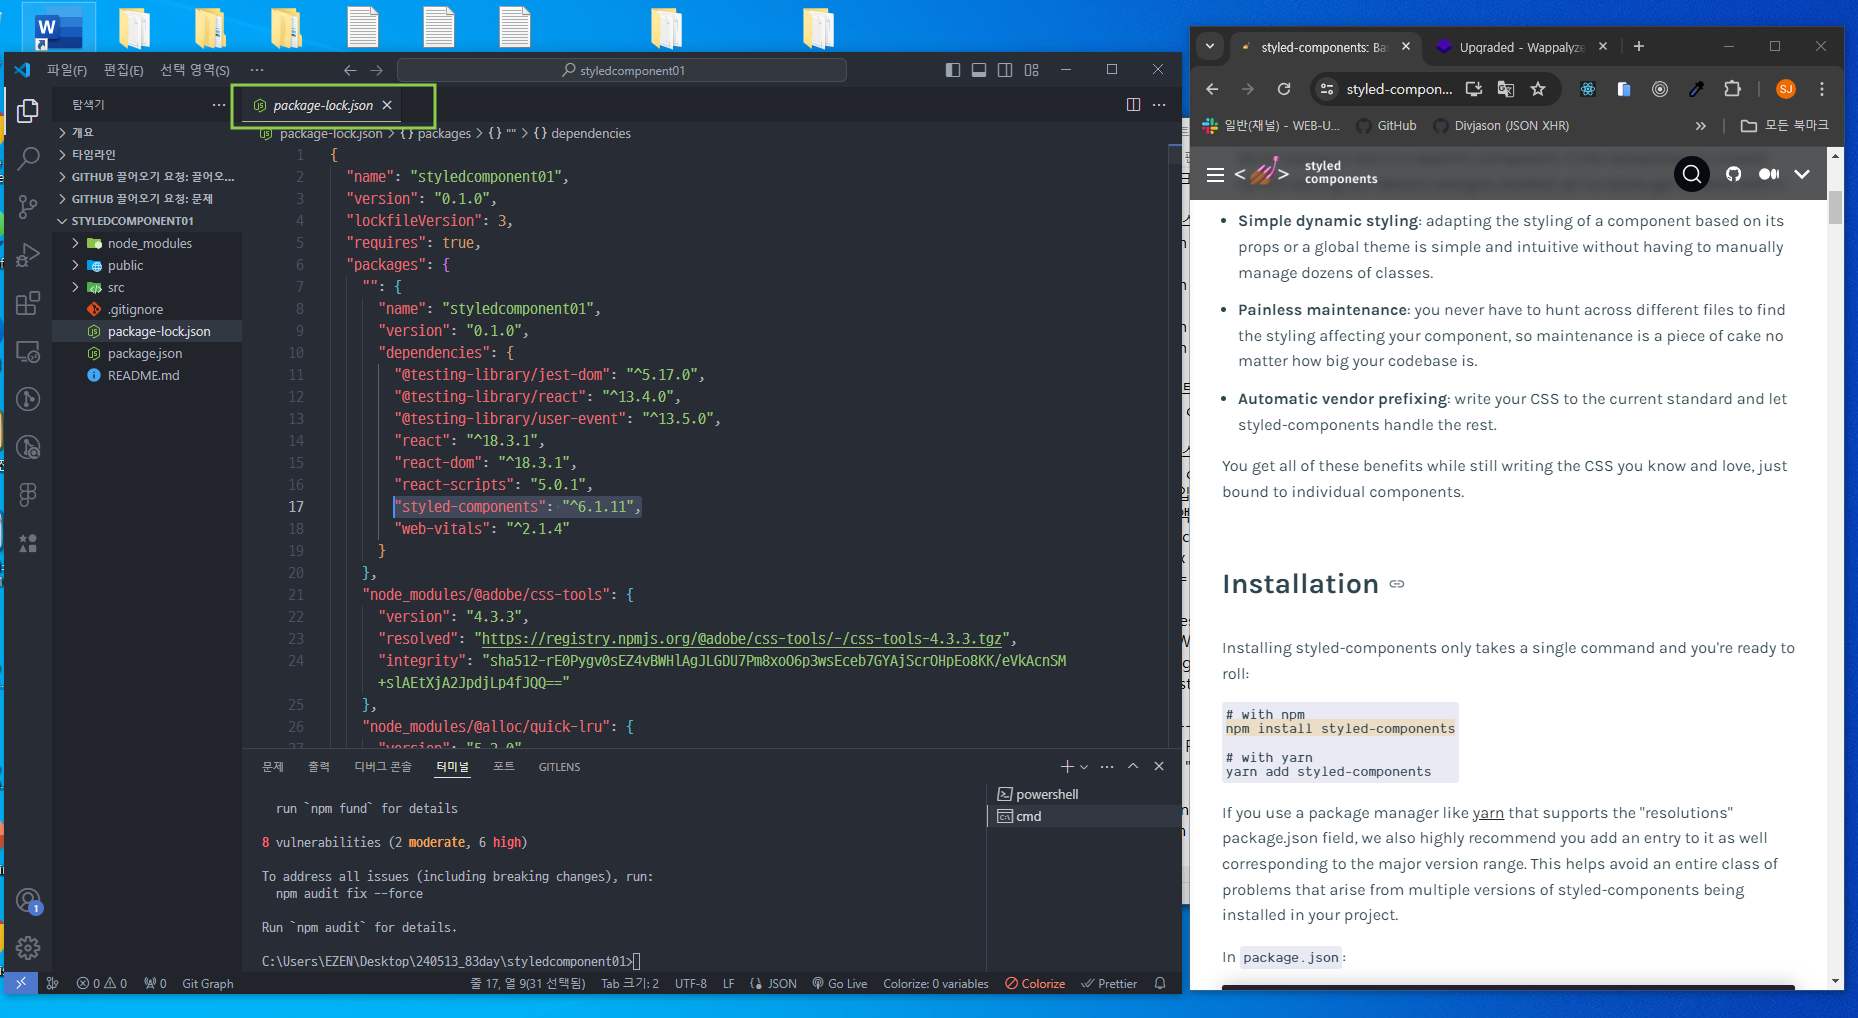 W
파일(F) 편집(E) 선택 영역(S) ···
styledcomponent01
탐색기
개요
타임라인
GITHUB 끌어오기 요청: 끌어오...
GITHUB 끌어오기 요청: 문제
STYLEDCOMPONENT01
node_modules
public
src
.gitignore
package-lock.json
package.json
README.md
package-lock.json
package-lock.json > {} packages > {} "" > {} dependencies
1 {
2 "name": "styledcomponent01",
3 "version": "0.1.0",
4 "lockfileVersion": 3,
5 "requires": true,
6 "packages": {
7 "": {
8 "name": "styledcomponent01",
9 "version": "0.1.0",
10 "dependencies": {
11 "@testing-library/jest-dom": "^5.17.0",
12 "@testing-library/react": "^13.4.0",
13 "@testing-library/user-event": "^13.5.0",
14 "react": "^18.3.1",
15 "react-dom": "^18.3.1",
16 "react-scripts": "5.0.1",
17 "styled-components": "^6.1.11",
18 "web-vitals": "^2.1.4"
19 }
20 },
21 "node_modules/@adobe/css-tools": {
22 "version": "4.3.3",
23 "resolved": "https://registry.npmjs.org/@adobe/css-tools/-/css-tools-4.3.3.tgz",
24 "integrity": "sha512-rE0Pygv0sEZ4vBWHlAgJLGDU7Pm8xoO6p3wsEceb7GYAjScrOHpEo8KK/eVkAcnSM
+slAEtXjA2JpdjLp4fJQQ=="
25 },
26 "node_modules/@alloc/quick-lru": {
27 "version": "5.2.0"
문제 출력 디버그 콘솔 터미널 포트 GITLENS
run `npm fund` for details
8 vulnerabilities (2 moderate, 6 high)
To address all issues (including breaking changes), run:
npm audit fix --force
Run `npm audit` for details.
C:\Users\EZEN\Desktop\240513_83day\styledcomponent01>
powershell
cmd
1
0 0 0 Git Graph 줄 17, 열 9(31 선택됨) Tab 크기: 2 UTF-8 LF {} JSON Go Live Colorize: 0 variables Colorize Prettier
styled-components: Ba Upgraded - Wappalyze
styled-compon... SJ
일반(채널) - WEB-U... GitHub Divjason (JSON XHR) » 모든 북마크
styled
components
• Simple dynamic styling: adapting the styling of a component based on its
props or a global theme is simple and intuitive without having to manually
manage dozens of classes.
• Painless maintenance: you never have to hunt across different files to find
the styling affecting your component, so maintenance is a piece of cake no
matter how big your codebase is.
• Automatic vendor prefixing: write your CSS to the current standard and let
styled-components handle the rest.
You get all of these benefits while still writing the CSS you know and love, just
bound to individual components.
Installation
Installing styled-components only takes a single command and you're ready to
roll:
# with npm
npm install styled-components
# with yarn
yarn add styled-components
If you use a package manager like yarn that supports the "resolutions"
package.json field, we also highly recommend you add an entry to it as well
corresponding to the major version range. This helps avoid an entire class of
problems that arise from multiple versions of styled-components being
installed in your project.
In package.json: